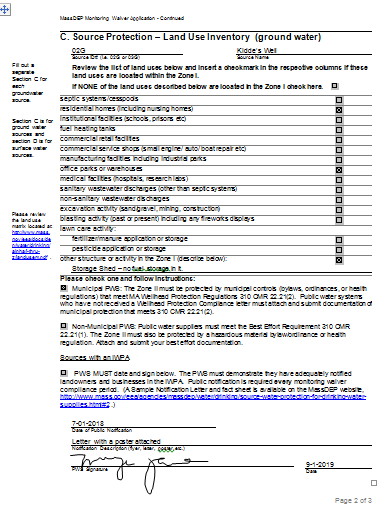 MassDEP Monitoring Waiver Application - Continued
C. Source Protection – Land Use Inventory (ground water)
02G
Kidde's Well
Source ID# (i.e. 02G or 03G)
Source Name
Fill out a separate Section C for each groundwater source.
Review the list of land uses below and insert a checkmark in the respective columns if these
land uses are located within the Zone I.
If NONE of the land uses described below are located in the Zone I check here.
septic systems/cesspools
residential homes (including nursing homes)
institutional facilities (schools, prisons etc)
fuel heating tanks
commercial retail facilities
commercial service shops (small engine/ auto/ boat repair etc)
manufacturing facilities including industrial parks
office parks or warehouses
medical facilities (hospitals, research labs)
sanitary wastewater discharges (other than septic systems)
non-sanitary wastewater discharges
excavation activity (sand/gravel, mining, construction)
blasting activity (past or present) including any fireworks displays
lawn care activity:
fertilizer/manure application or storage
pesticide application or storage
other structure or activity in the Zone I (describe below):
Storage Shed – no fuel storage in it.
Section C is for ground water sources and section D is for surface water sources.
Please review the land use matrix located at:
Please check one and follow instructions:
Municipal PWS: The Zone II must be protected by municipal controls (bylaws, ordinances, or health
regulations) that meet MA Wellhead Protection Regulations 310 CMR 22.21(2). Public water systems
who have not received a Wellhead Protection Compliance letter must attach and submit documentation of
municipal protection that meets 310 CMR 22.21(2).
Non-Municipal PWS: Public water suppliers must meet the Best Effort Requirement 310 CMR
22.21(1). The Zone II must also be protected by a hazardous material bylaw/ordinance or health
regulation. Attach and submit your best effort documentation.
Sources with an IWPA
PWS MUST date and sign below. The PWS must demonstrate they have adequately notified
landowners and businesses in the IWPA. Public notification is required every monitoring waiver
compliance period. (A Sample Notification Letter and fact sheet is available on the MassDEP website,
http://www.mass.gov/eea/agencies/massdep/water/drinking/source-water-protection-for-drinking-water-
supplies.html#2.)
7-01-2018
Date of Public Notification
Letter with a poster attached
Notification Description (flyer, letter, poster, etc.)
PWS Signature
9-1-2019
Date
Page 2 of 3